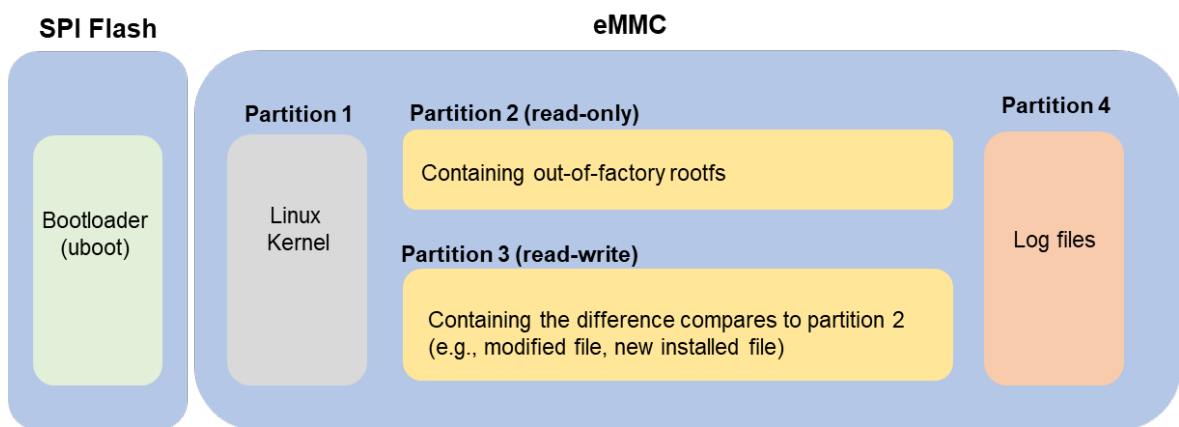 SPI Flash
eMMC
Bootloader
(uboot)
Partition 1
Linux
Kernel
Partition 2 (read-only)
Containing out-of-factory rootfs
Partition 3 (read-write)
Containing the difference compares to partition 2
(e.g., modified file, new installed file)
Partition 4
Log files